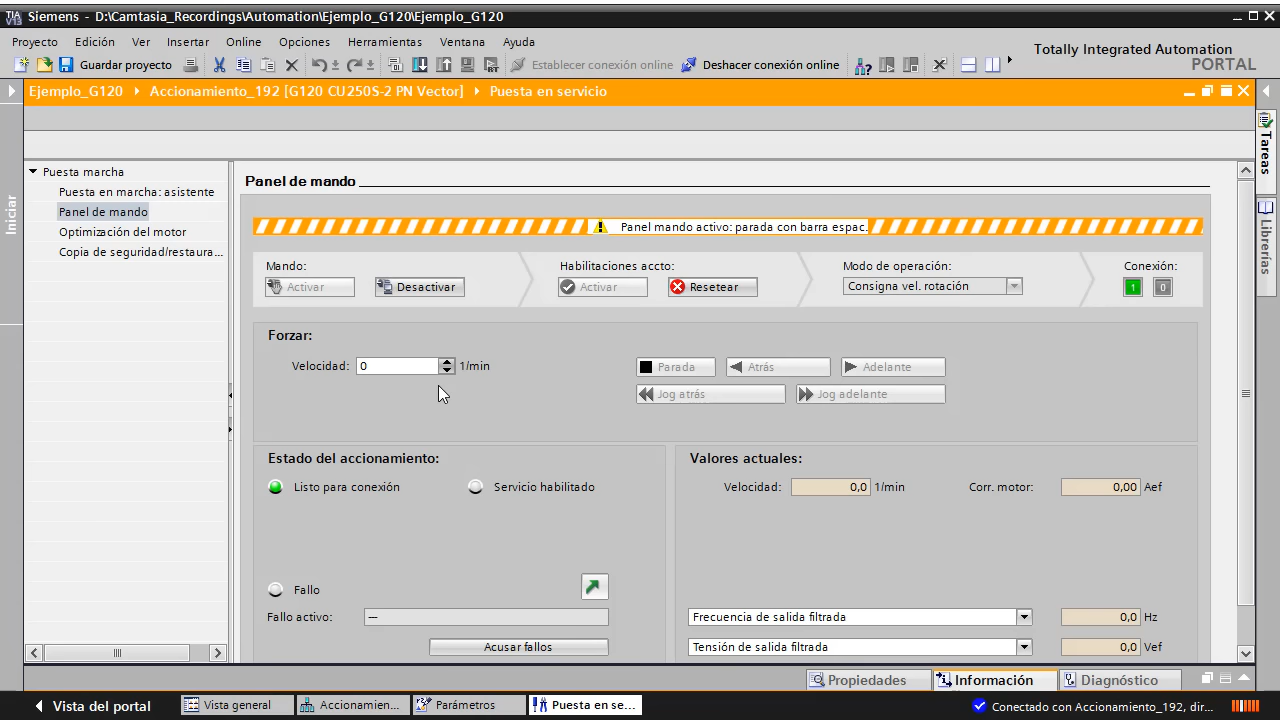 TIA V13 Siemens - D:\Camtasia_Recordings\Automation\Ejemplo_G120\Ejemplo_G120
Proyecto Edición Ver Insertar Online Opciones Herramientas Ventana Ayuda
Totally Integrated Automation
PORTAL
Guardar proyecto Establecer conexión online Deshacer conexión online
Ejemplo_G120 Accionamiento_192 [G120 CU250S-2 PN Vector] Puesta en servicio
Iniciar
Tareas
Librerías
Puesta marcha
Puesta en marcha: asistente
Panel de mando
Optimización del motor
Copia de seguridad/restaura...
Panel de mando
Panel mando activo: parada con barra espac.
Mando: Habilitaciones accto: Modo de operación: Conexión:
Activar Desactivar Activar Resetear Consigna vel. rotación 1 0
Forzar:
Velocidad: 0 1/min Parada Atrás Adelante
Jog atrás Jog adelante
Estado del accionamiento: Valores actuales:
Listo para conexión Servicio habilitado Velocidad: 0,0 1/min Corr. motor: 0,00 Aef
Fallo
Fallo activo: — Frecuencia de salida filtrada 0,0 Hz
Acusar fallos Tensión de salida filtrada 0,0 Vef
Propiedades Información Diagnóstico
Vista del portal Vista general Accionamien... Parámetros Puesta en se... Conectado con Accionamiento_192, dir...